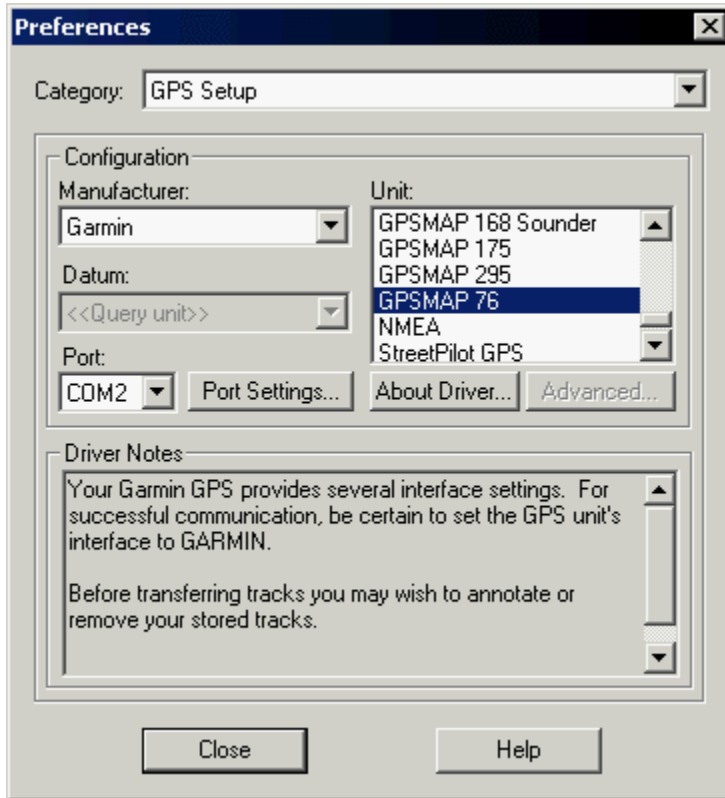 Preferences
Category: GPS Setup
Configuration
Manufacturer:
Garmin
Datum:
<<Query unit>>
Port:
COM2
Port Settings...
Unit:
GPSMAP 168 Sounder
GPSMAP 175
GPSMAP 295
GPSMAP 76
NMEA
StreetPilot GPS
About Driver...
Advanced...
Driver Notes
Your Garmin GPS provides several interface settings.  For
successful communication, be certain to set the GPS unit's
interface to GARMIN.
Before transferring tracks you may wish to annotate or
remove your stored tracks.
Close
Help